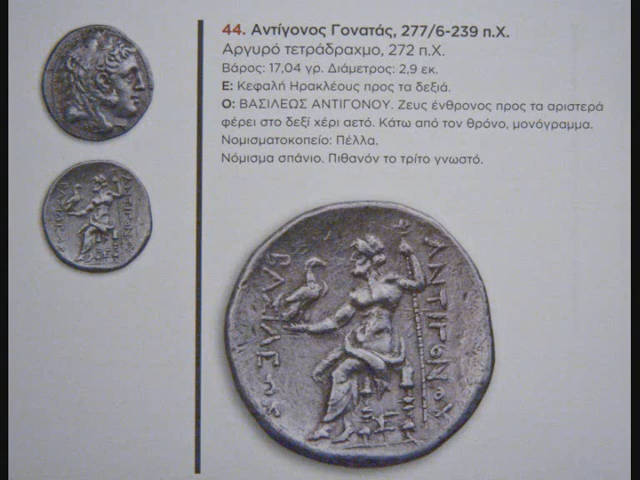 44. Αντίγονος Γονατάς, 277/6-239 π.Χ.
Αργυρό τετράδραχμο, 272 π.Χ.
Βάρος: 17,04 γρ. Διάμετρος: 2,9 εκ.
Ε: Κεφαλή Ηρακλέους προς τα δεξιά.
Ο: ΒΑΣΙΛΕΩΣ ΑΝΤΙΓΟΝΟΥ. Ζευς ένθρονος προς τα αριστερά
φέρει στο δεξί χέρι αετό. Κάτω από τον θρόνο, μονόγραμμα.
Νομισματοκοπείο: Πέλλα.
Νόμισμα σπάνιο. Πιθανόν το τρίτο γνωστό.
ΒΑΣΙΛΕΩΣ
ΑΝΤΙΓΟΝΟΥ